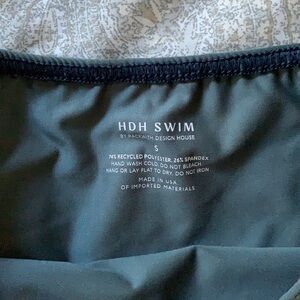 HDH SWIM
BY HACKWITH DESIGN HOUSE
S
74% RECYCLED POLYESTER. 26% SPANDEX
HAND WASH COLD. DO NOT BLEACH.
HANG OR LAY FLAT TO DRY. DO NOT IRON
MADE IN USA
OF IMPORTED MATERIALS